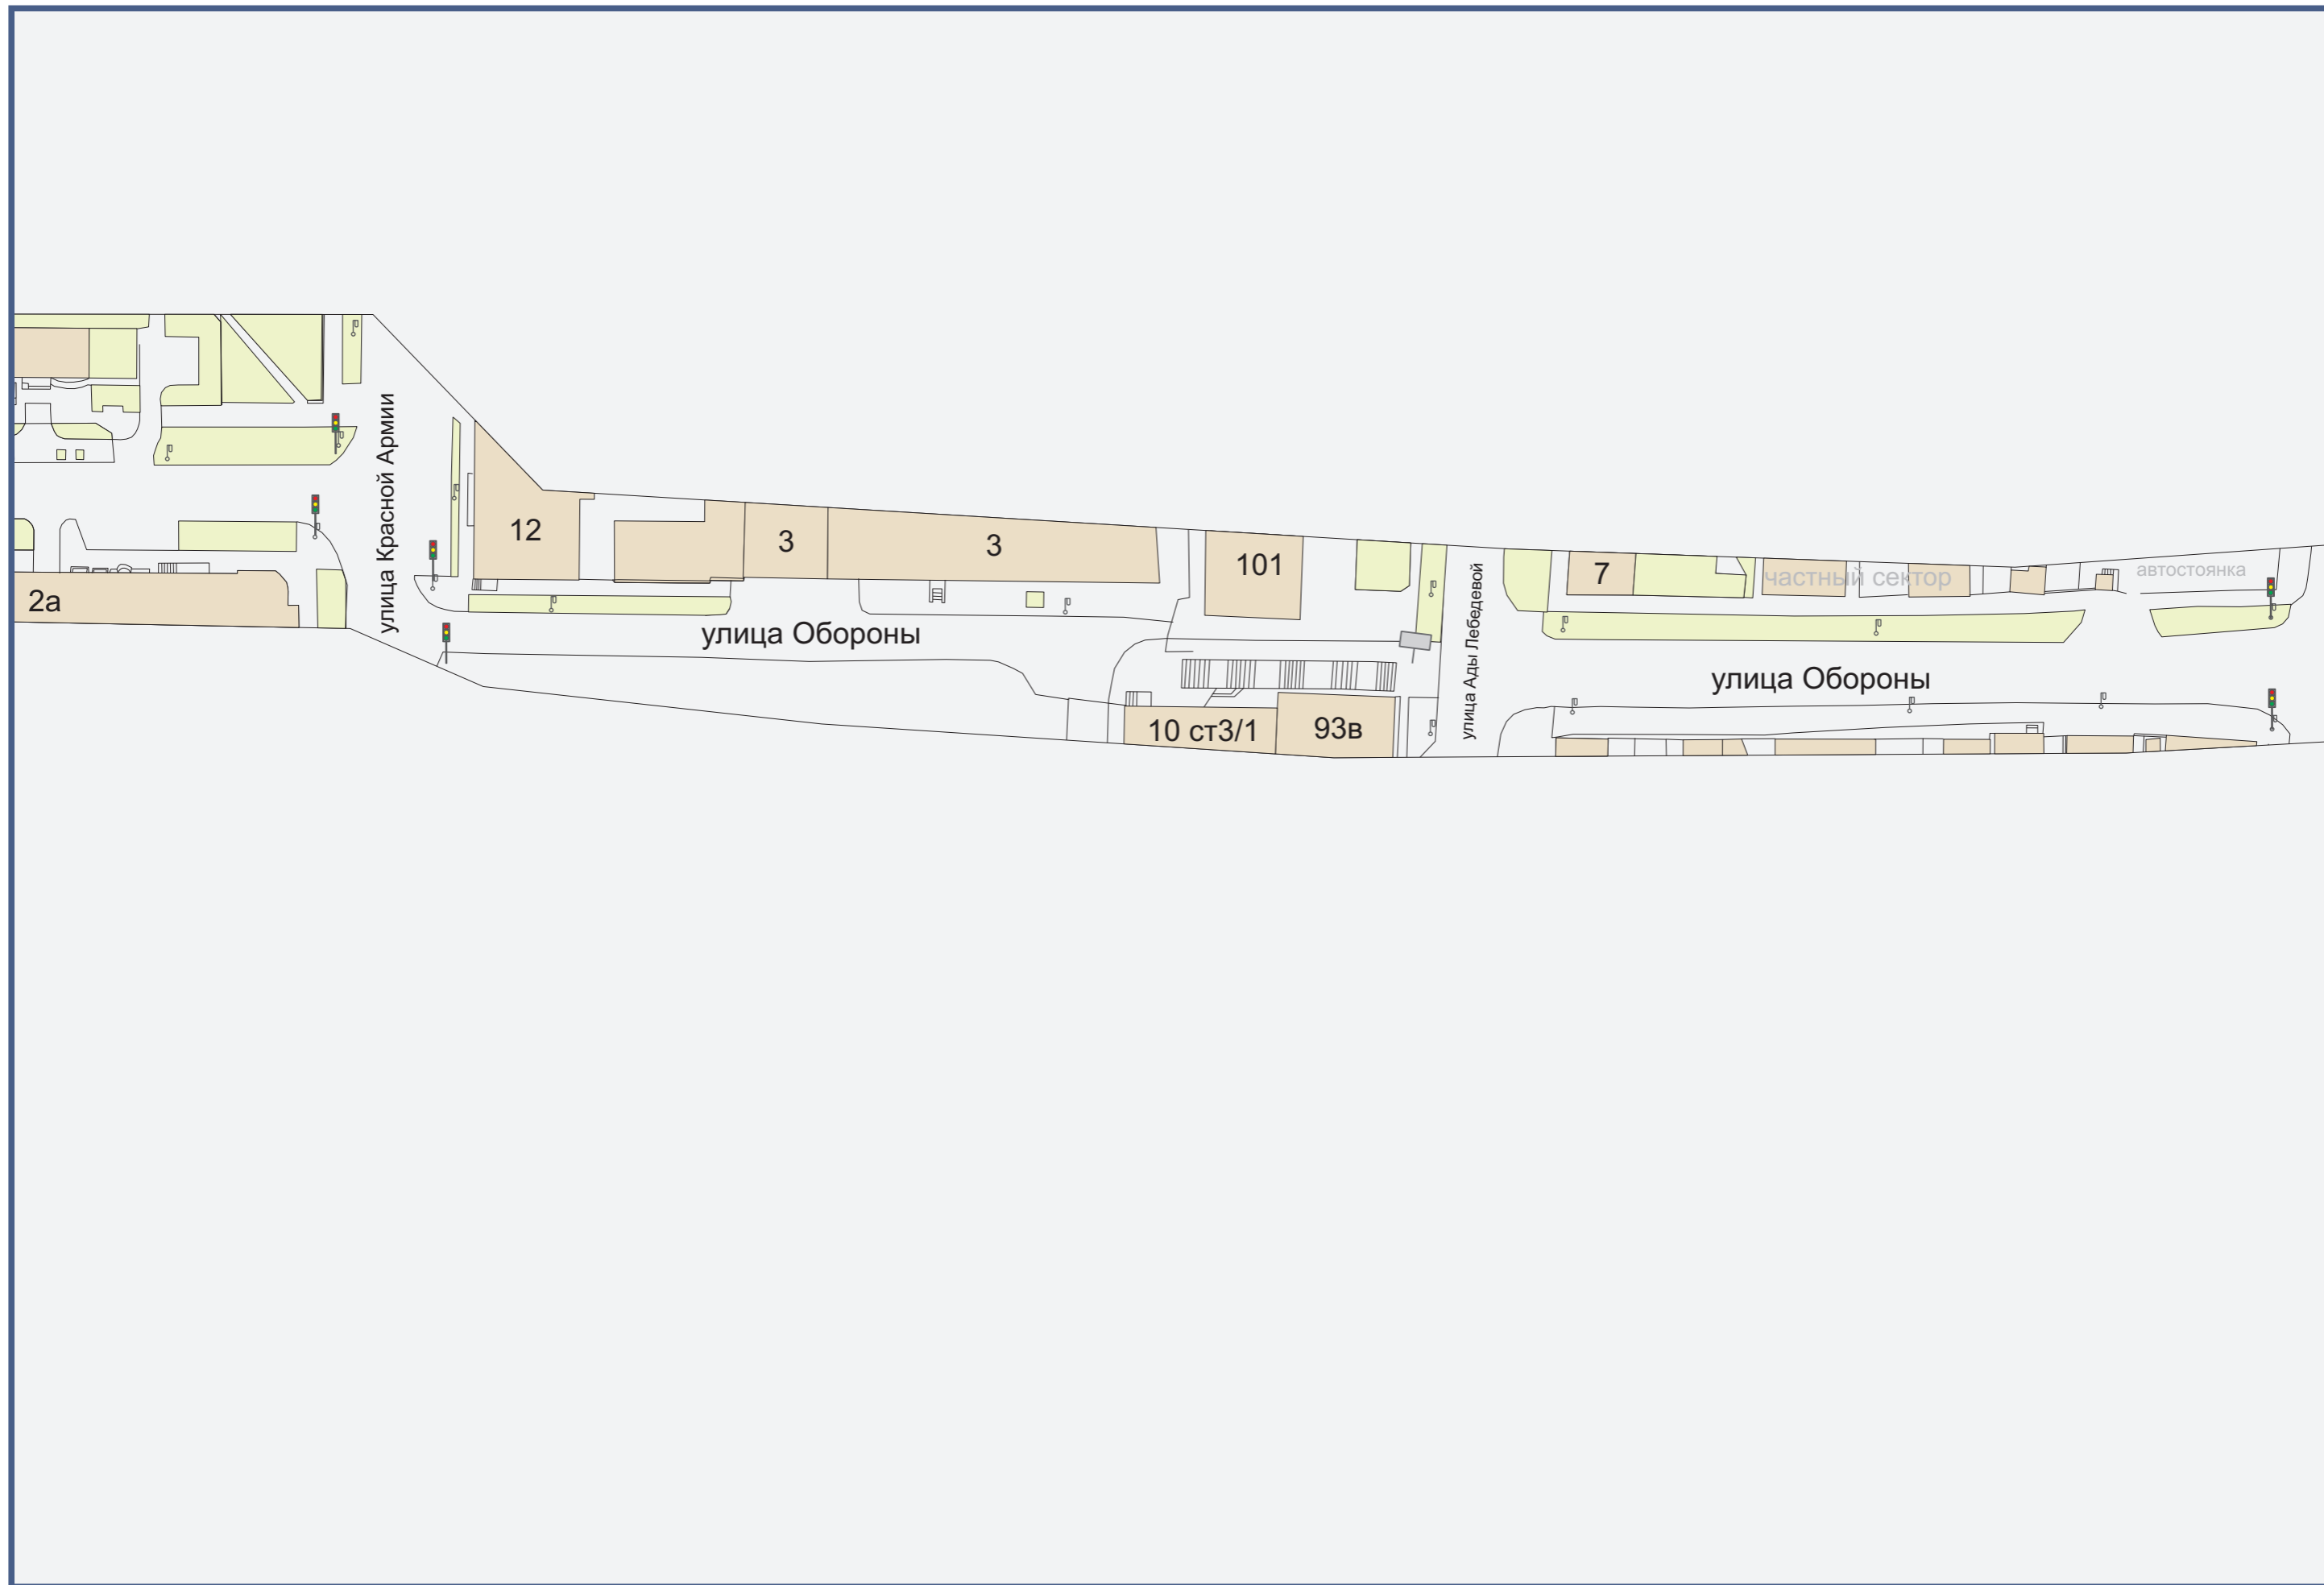 улица Красной Армии
12
3
3
101
7
частный сектор
автостоянка
2а
улица Обороны
улица Ады Лебедевой
улица Обороны
10 ст3/1
93в